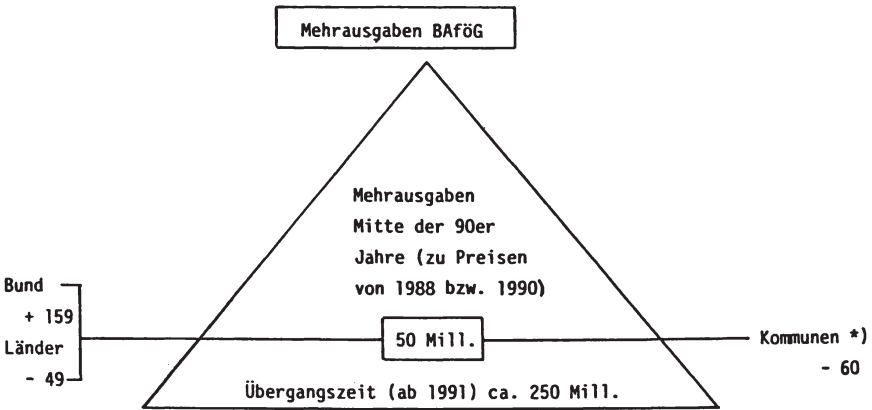 Mehrausgaben BAföG
Mehrausgaben
Mitte der 90er
Jahre (zu Preisen
von 1988 bzw. 1990)
Bund
+ 159
Länder
- 49
50 Mill.
Kommunen *)
- 60
Übergangszeit (ab 1991) ca. 250 Mill.